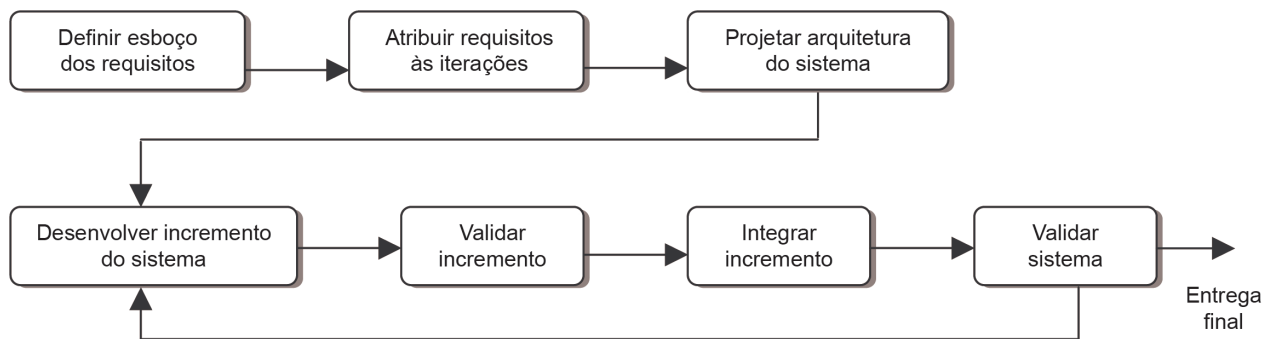 Definir esboço
dos requisitos
Atribuir requisitos
às iterações
Projetar arquitetura
do sistema
Desenvolver incremento
do sistema
Validar
incremento
Integrar
incremento
Validar
sistema
Entrega
final